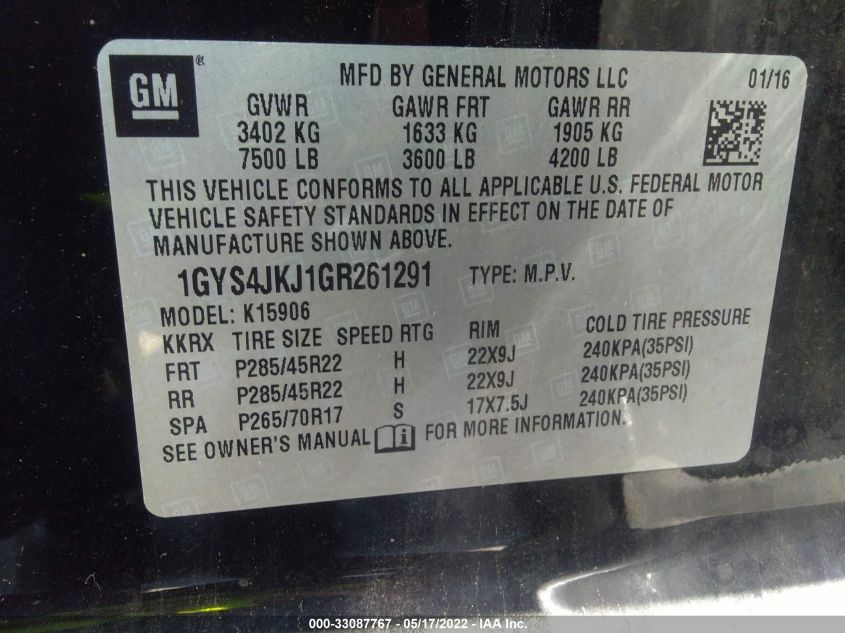 GM®
MFD BY GENERAL MOTORS LLC 01/16
GVWR GAWR FRT GAWR RR
3402 KG 1633 KG 1905 KG
7500 LB 3600 LB 4200 LB
THIS VEHICLE CONFORMS TO ALL APPLICABLE U.S. FEDERAL MOTOR
VEHICLE SAFETY STANDARDS IN EFFECT ON THE DATE OF
MANUFACTURE SHOWN ABOVE.
1GYS4JKJ1GR261291 TYPE: M.P.V.
MODEL: K15906
KKRX TIRE SIZE SPEED RTG RIM COLD TIRE PRESSURE
FRT P285/45R22 H 22X9J 240KPA(35PSI)
RR P285/45R22 H 22X9J 240KPA(35PSI)
SPA P265/70R17 S 17X7.5J 240KPA(35PSI)
SEE OWNER'S MANUAL FOR MORE INFORMATION.
000-33087767 - 05/17/2022 - IAA Inc.